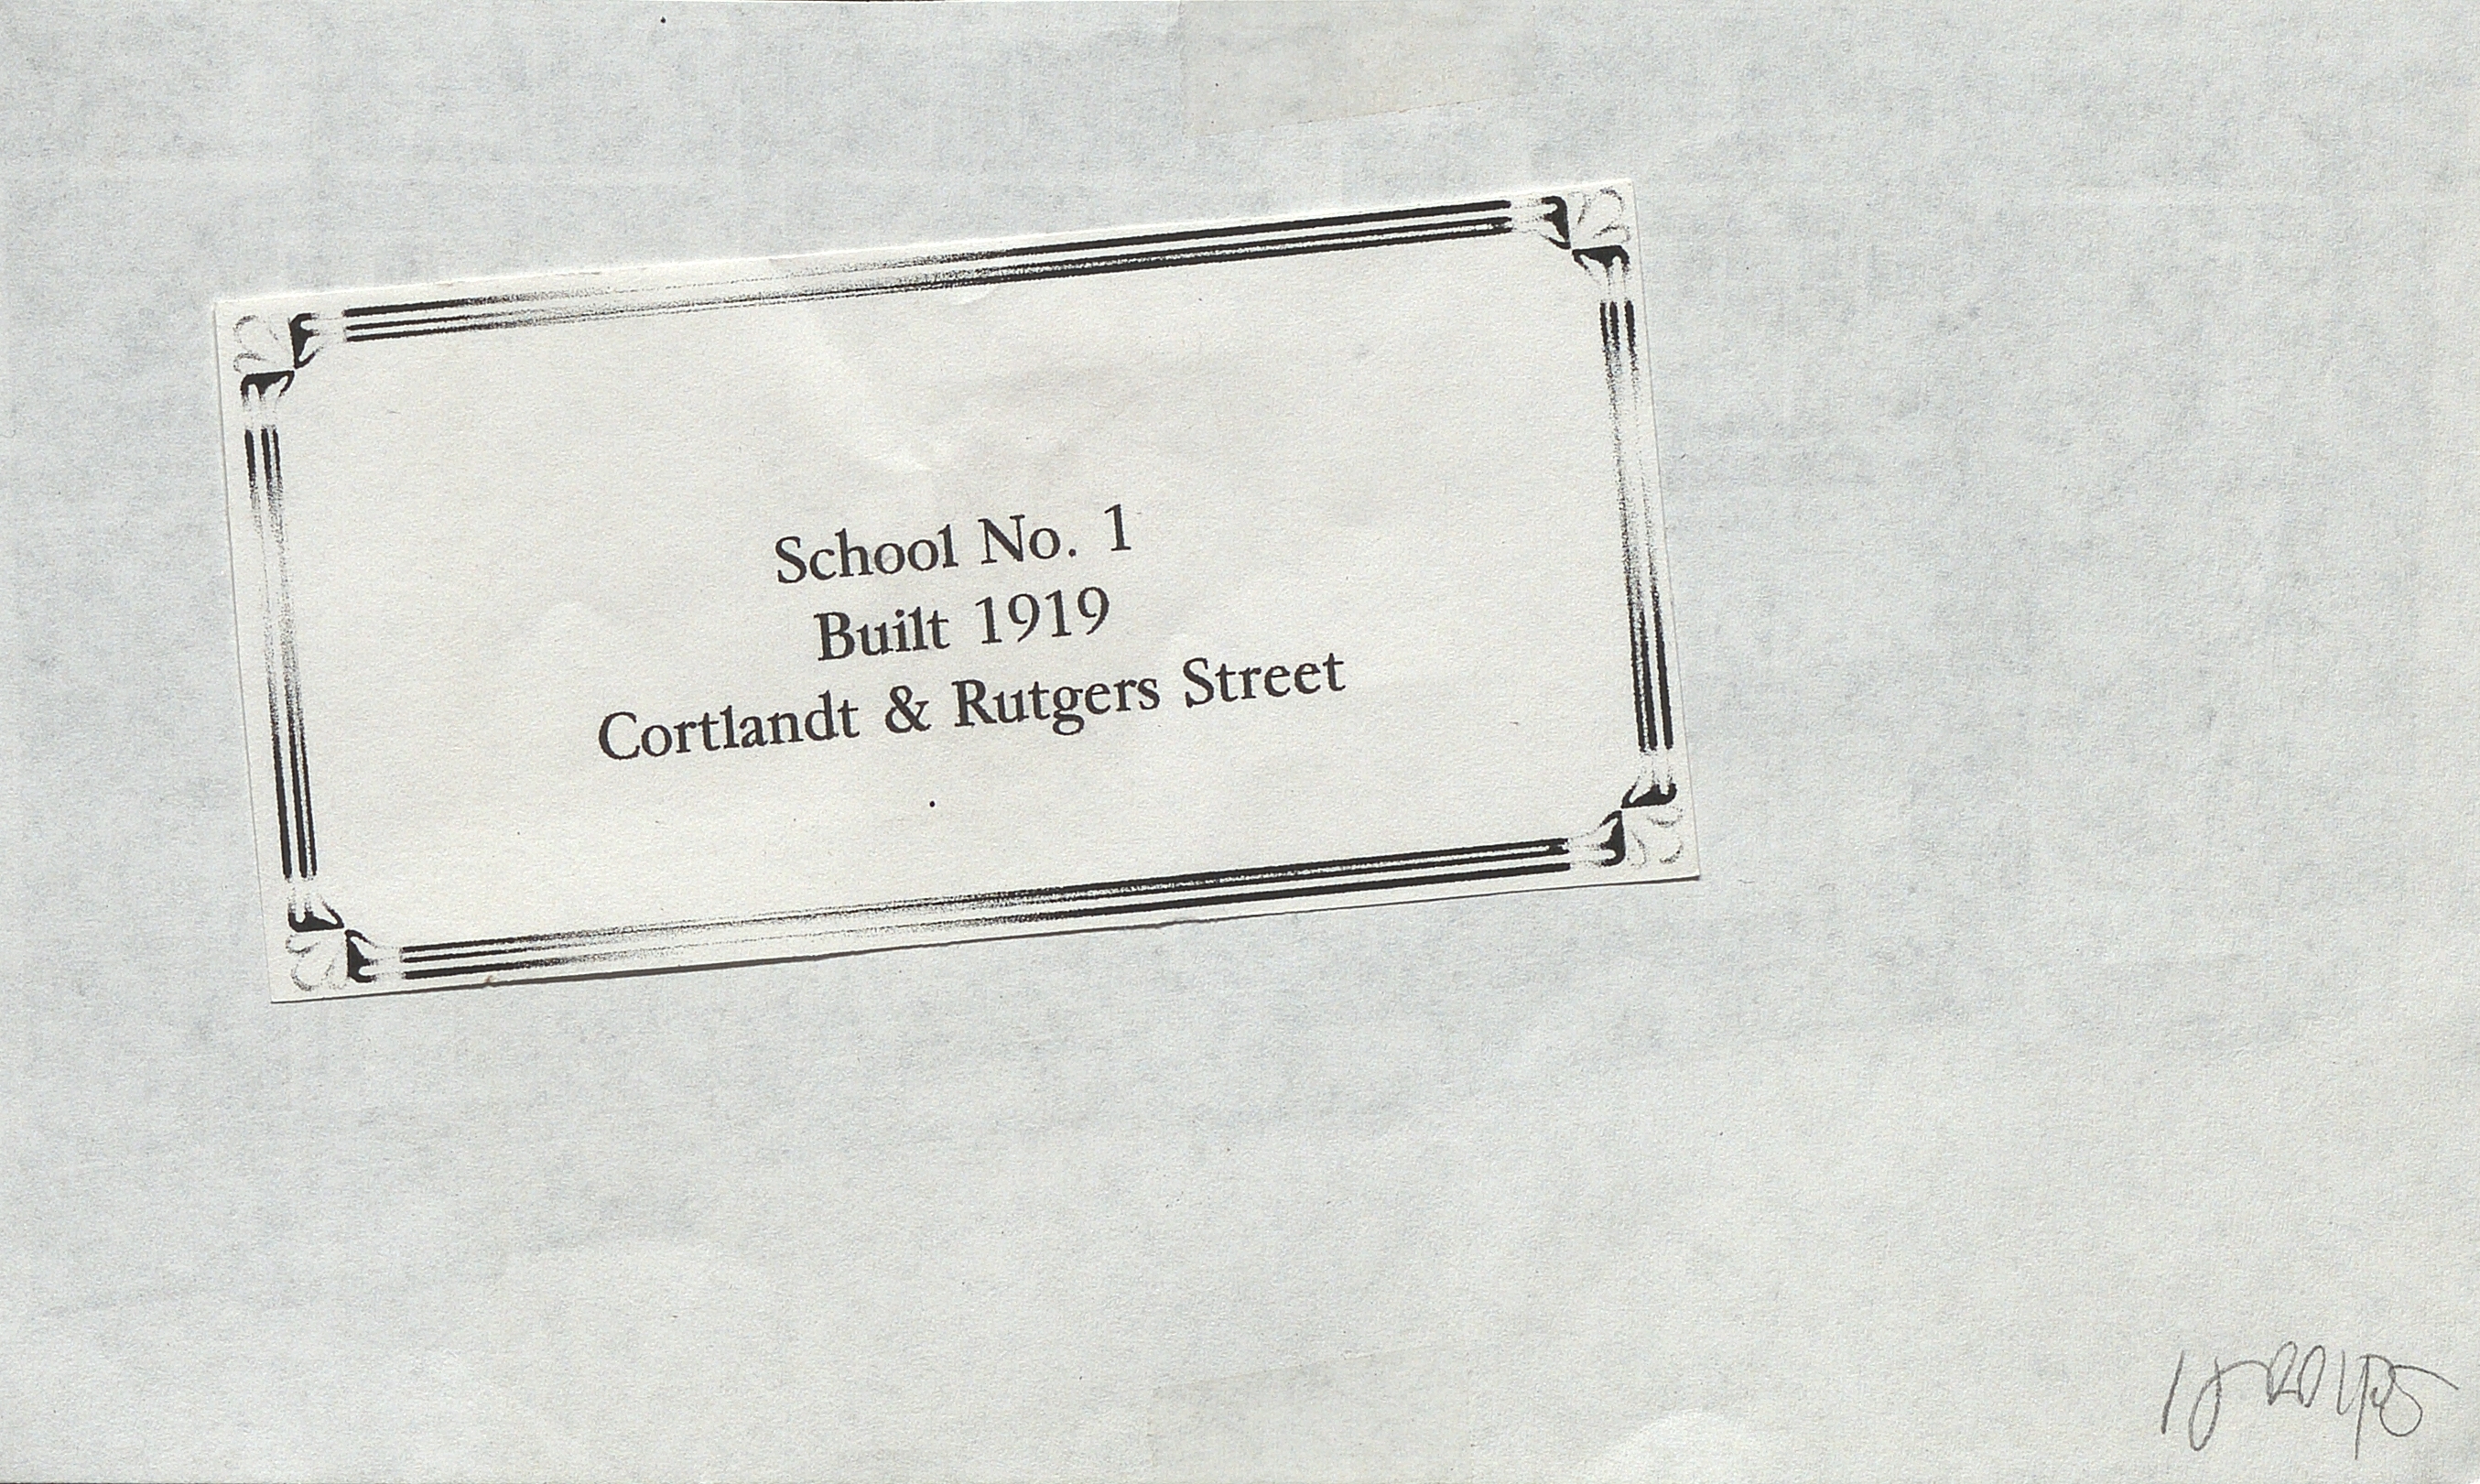 School No. 1
Built 1919
Cortlandt & Rutgers Street